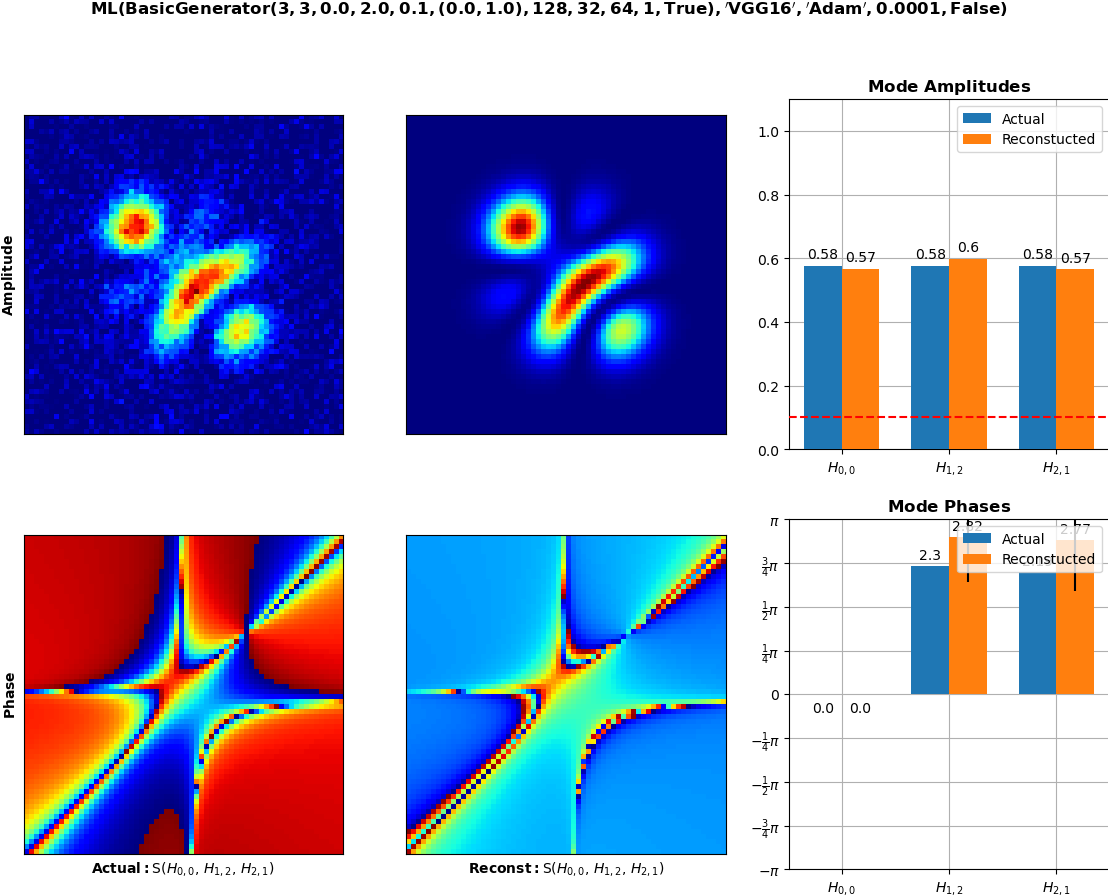 ML(BasicGenerator(3, 3, 0.0, 2.0, 0.1, (0.0, 1.0), 128, 32, 64, 1, True), ′VGG16′, ′Adam′, 0.0001, False)
Amplitude
Mode Amplitudes
Actual
Reconstucted
1.0
0.8
0.6
0.4
0.2
0.0
0.58 0.57
0.58 0.6
0.58 0.57
H0,0 H1,2 H2,1
Phase
Actual: S(H0,0, H1,2, H2,1)
Reconst: S(H0,0, H1,2, H2,1)
Mode Phases
Actual
Reconstucted
π
3/4π
1/2π
1/4π
0
−1/4π
−1/2π
−3/4π
−π
0.0 0.0
2.3 2.82
2.77
H0,0 H1,2 H2,1